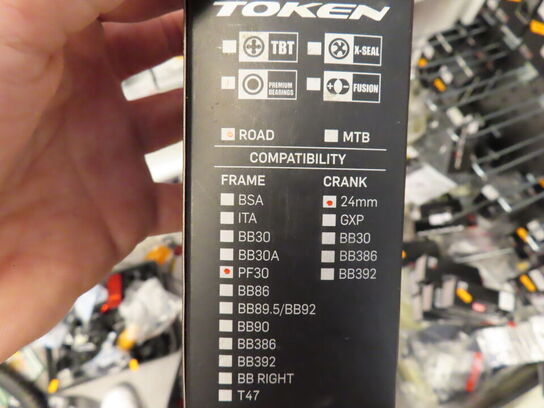 TOKEN
TBT X-SEAL
PREMIUM BEARINGS FUSION
ROAD MTB
COMPATIBILITY
FRAME CRANK
BSA 24mm
ITA GXP
BB30 BB30
BB30A BB386
PF30 BB392
BB86
BB89.5/BB92
BB90
BB386
BB392
BB RIGHT
T47